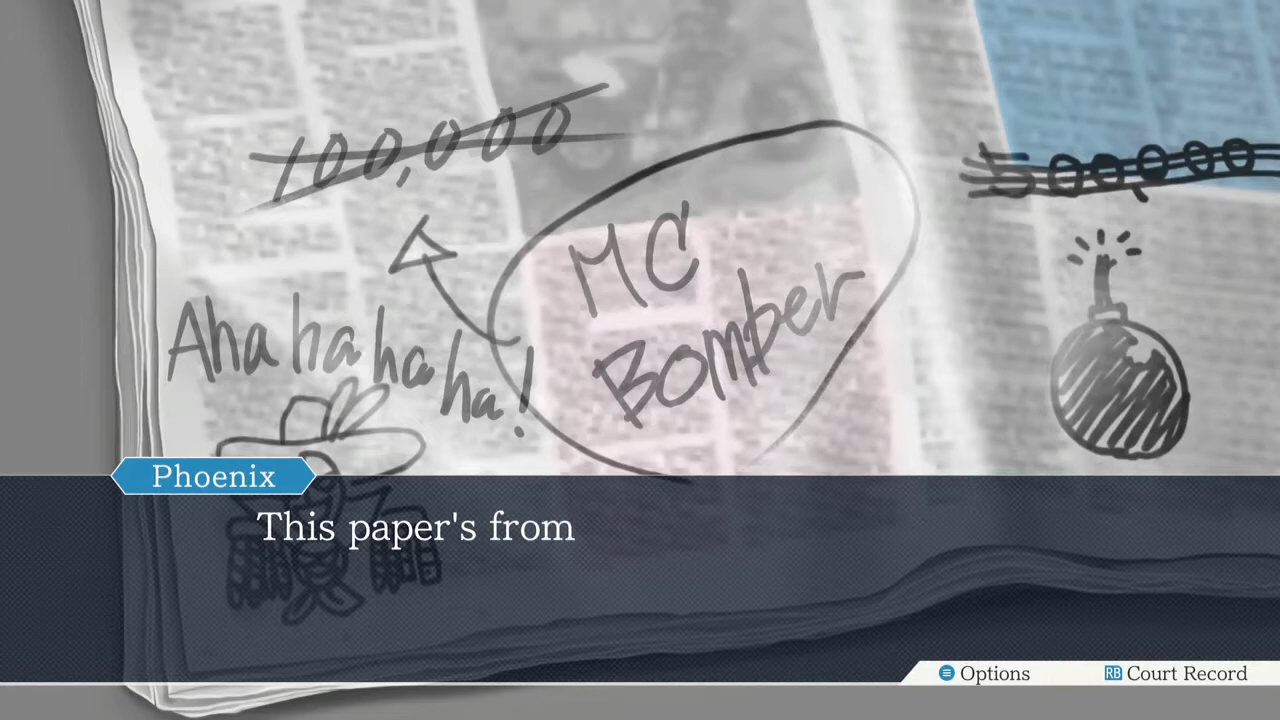 100,000
500,000
MC
Bomber
Aha ha ha ha!
Phoenix
This paper's from
Options
RB Court Record